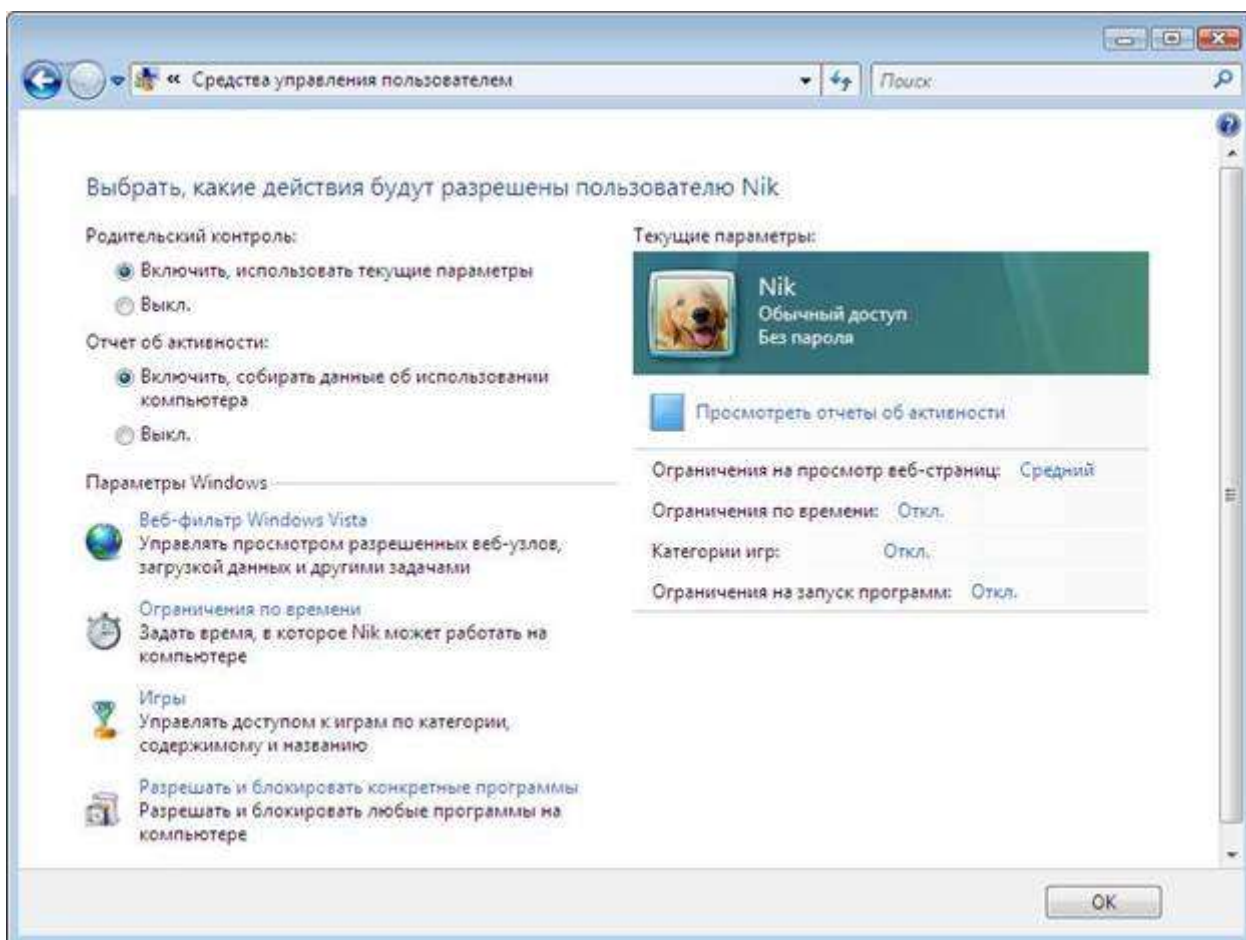 « Средства управления пользователем
Поиск
Выбрать, какие действия будут разрешены пользователю Nik
Родительский контроль:
Включить, использовать текущие параметры
Выкл.
Отчет об активности:
Включить, собирать данные об использовании
компьютера
Выкл.
Параметры Windows
Веб-фильтр Windows Vista
Управлять просмотром разрешенных веб-узлов,
загрузкой данных и другими задачами
Ограничения по времени
Задать время, в которое Nik может работать на
компьютере
Игры
Управлять доступом к играм по категории,
содержимому и названию
Разрешать и блокировать конкретные программы
Разрешать и блокировать любые программы на
компьютере
Текущие параметры:
Nik
Обычный доступ
Без пароля
Просмотреть отчеты об активности
Ограничения на просмотр веб-страниц: Средний
Ограничения по времени: Откл.
Категории игр: Откл.
Ограничения на запуск программ: Откл.
OK